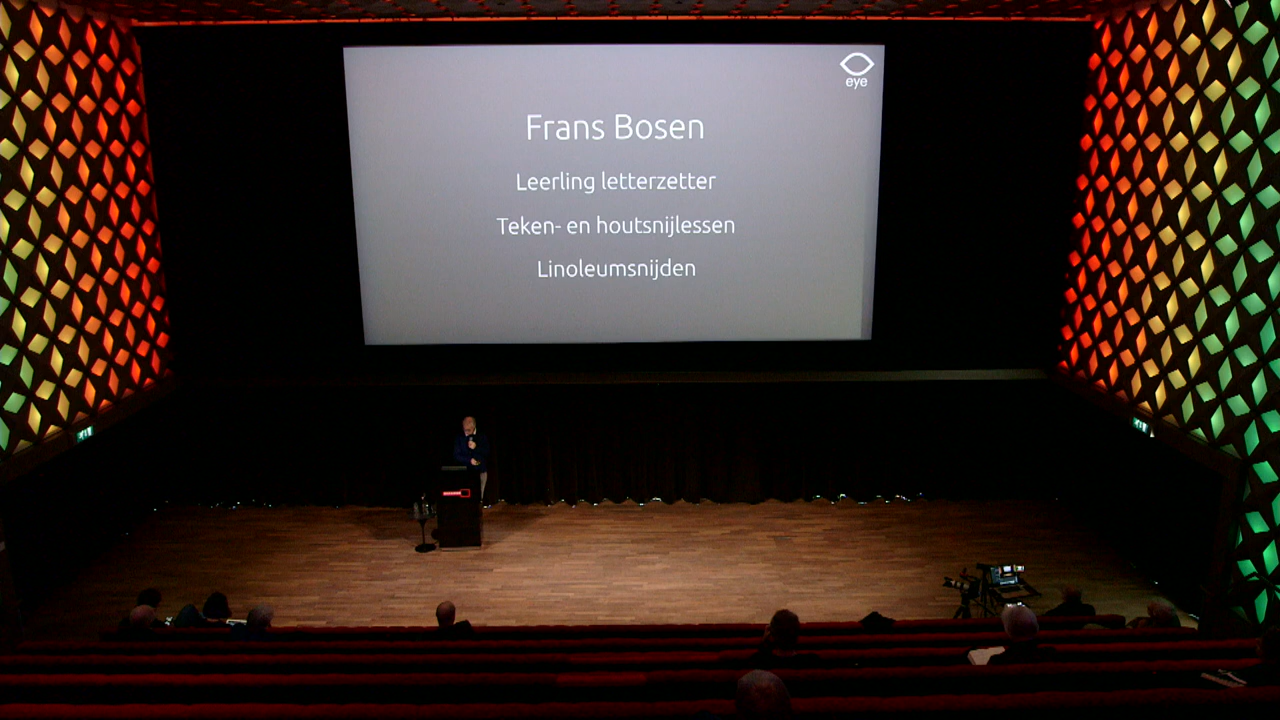 eye
Frans Bosen
Leerling letterzetter
Teken- en houtsnijlessen
Linoleumsnijden